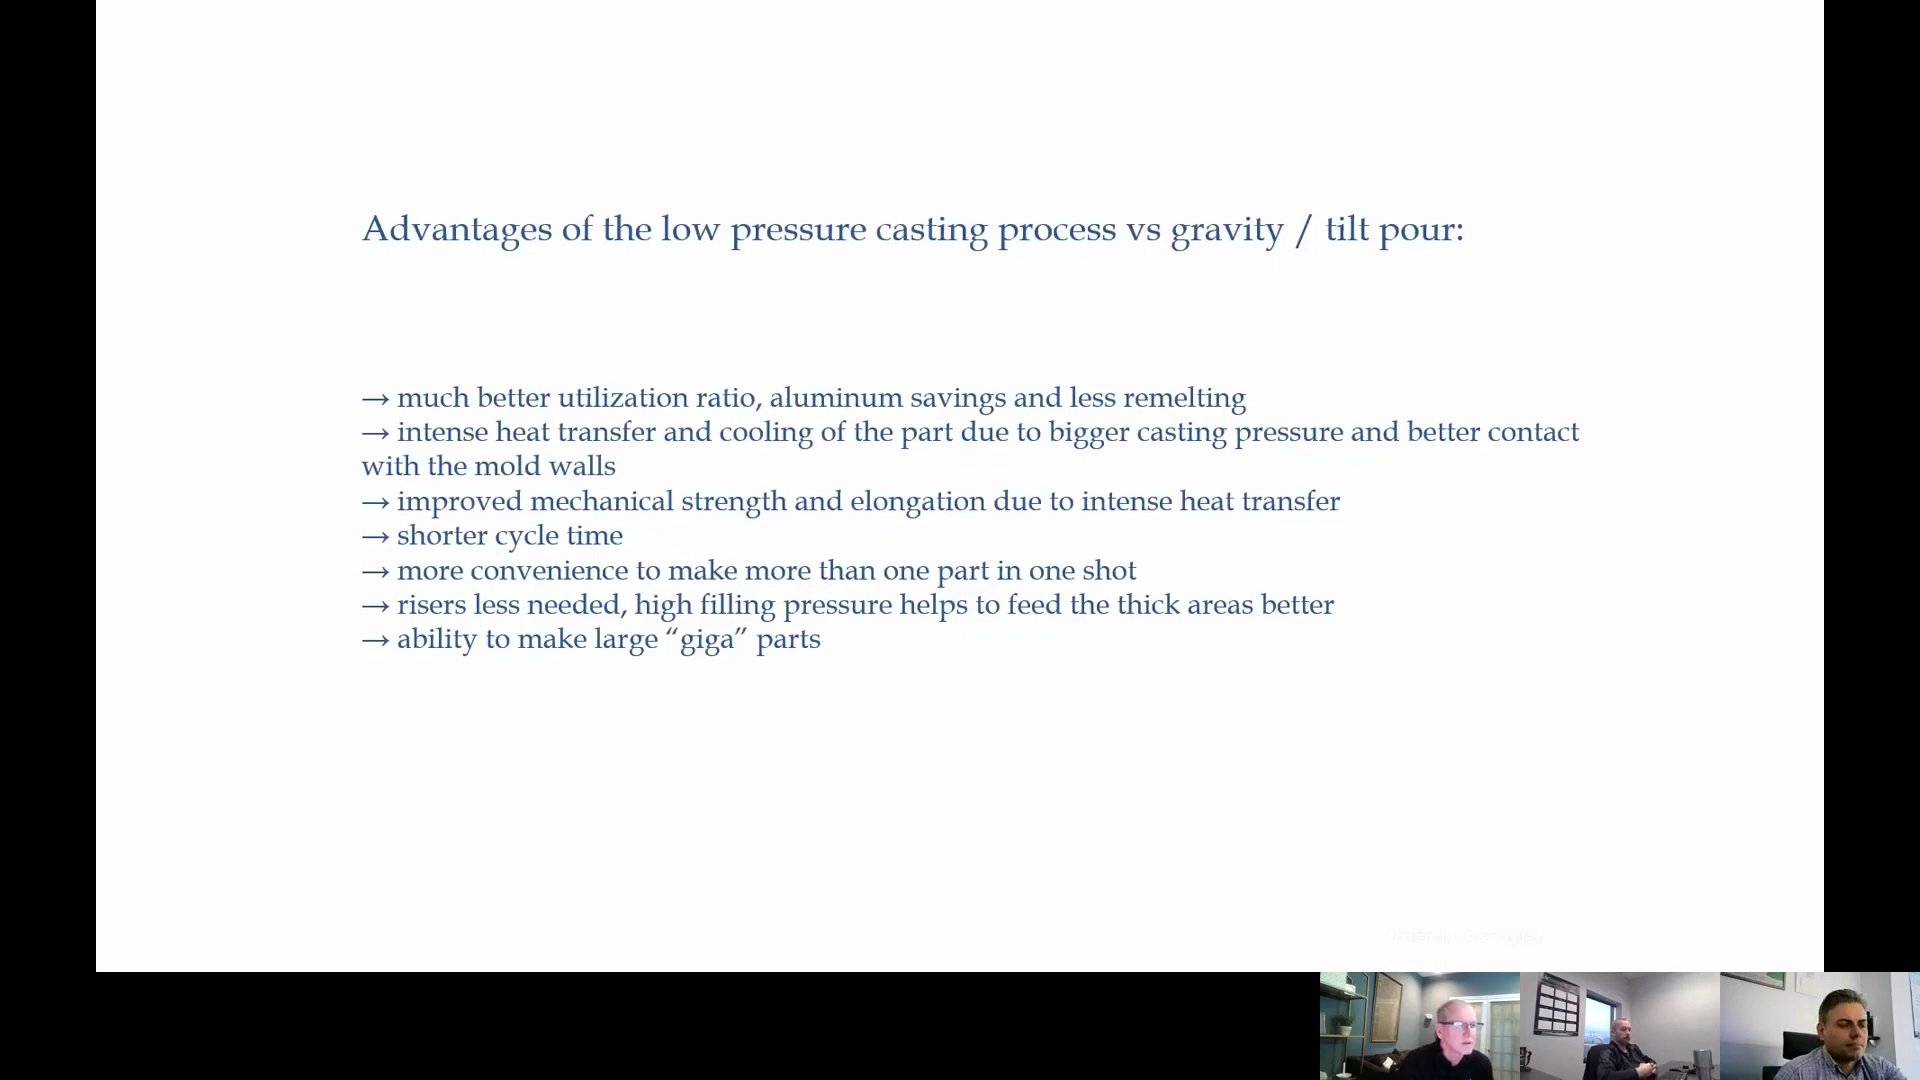 Advantages of the low pressure casting process vs gravity / tilt pour:
→ much better utilization ratio, aluminum savings and less remelting
→ intense heat transfer and cooling of the part due to bigger casting pressure and better contact
with the mold walls
→ improved mechanical strength and elongation due to intense heat transfer
→ shorter cycle time
→ more convenience to make more than one part in one shot
→ risers less needed, high filling pressure helps to feed the thick areas better
→ ability to make large “giga” parts